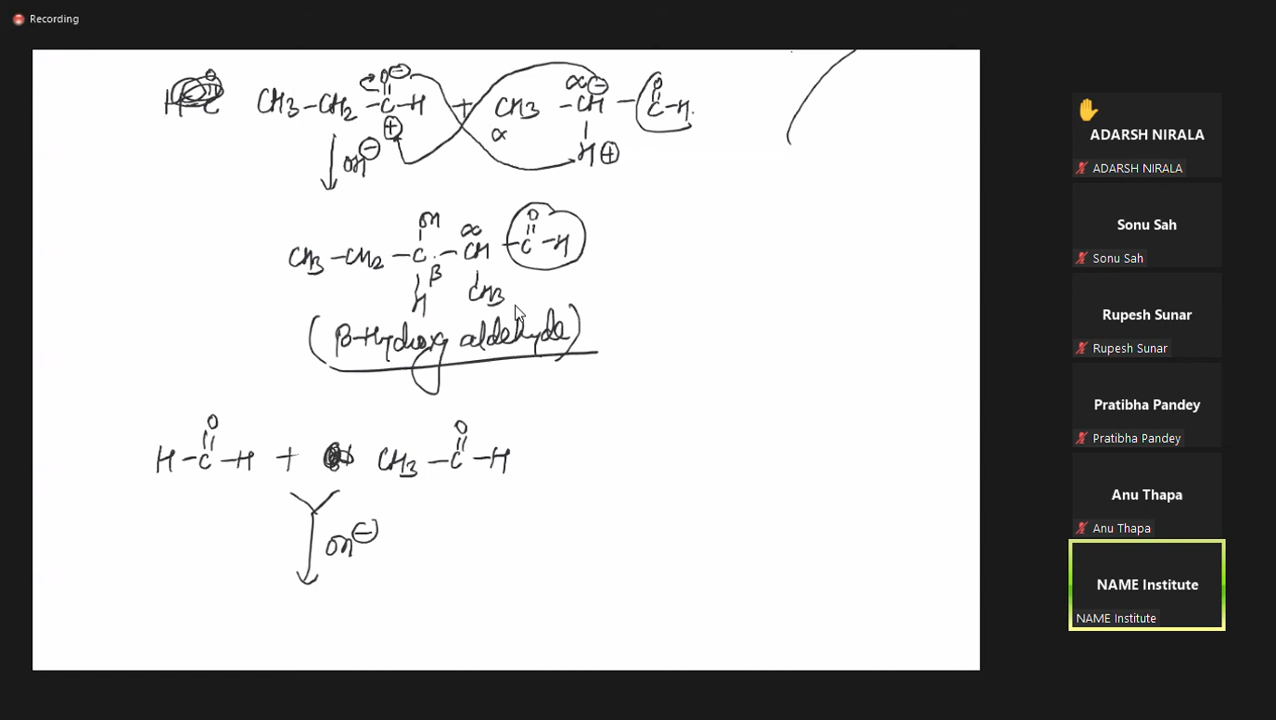 Recording
O⊖
CH3-CH2-C-H + CH3-CH-C-H
⊕
α
α⊖
O
H⊕
OH⊖
OH
α
O
CH3-CH2-C-CH-C-H
β
H
CH3
(β-Hydroxy aldehyde)
O
O
H-C-H + CH3-C-H
OH⊖
ADARSH NIRALA
ADARSH NIRALA
Sonu Sah
Sonu Sah
Rupesh Sunar
Rupesh Sunar
Pratibha Pandey
Pratibha Pandey
Anu Thapa
Anu Thapa
NAME Institute
NAME Institute